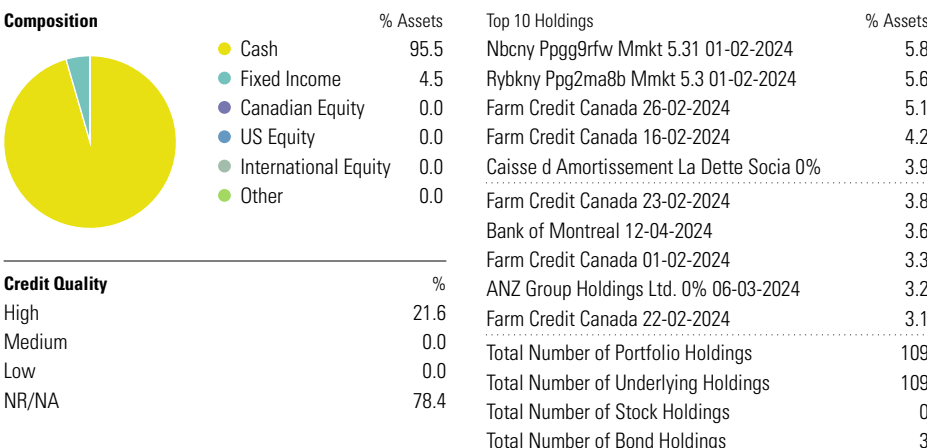 Composition % Assets
Cash 95.5
Fixed Income 4.5
Canadian Equity 0.0
US Equity 0.0
International Equity 0.0
Other 0.0
Credit Quality %
High 21.6
Medium 0.0
Low 0.0
NR/NA 78.4
Top 10 Holdings % Assets
Nbcny Ppgg9rfw Mmkt 5.31 01-02-2024 5.8
Rybkny Ppg2ma8b Mmkt 5.3 01-02-2024 5.6
Farm Credit Canada 26-02-2024 5.1
Farm Credit Canada 16-02-2024 4.2
Caisse d Amortissement La Dette Socia 0% 3.9
Farm Credit Canada 23-02-2024 3.8
Bank of Montreal 12-04-2024 3.6
Farm Credit Canada 01-02-2024 3.3
ANZ Group Holdings Ltd. 0% 06-03-2024 3.2
Farm Credit Canada 22-02-2024 3.1
Total Number of Portfolio Holdings 109
Total Number of Underlying Holdings 109
Total Number of Stock Holdings 0
Total Number of Bond Holdings 3